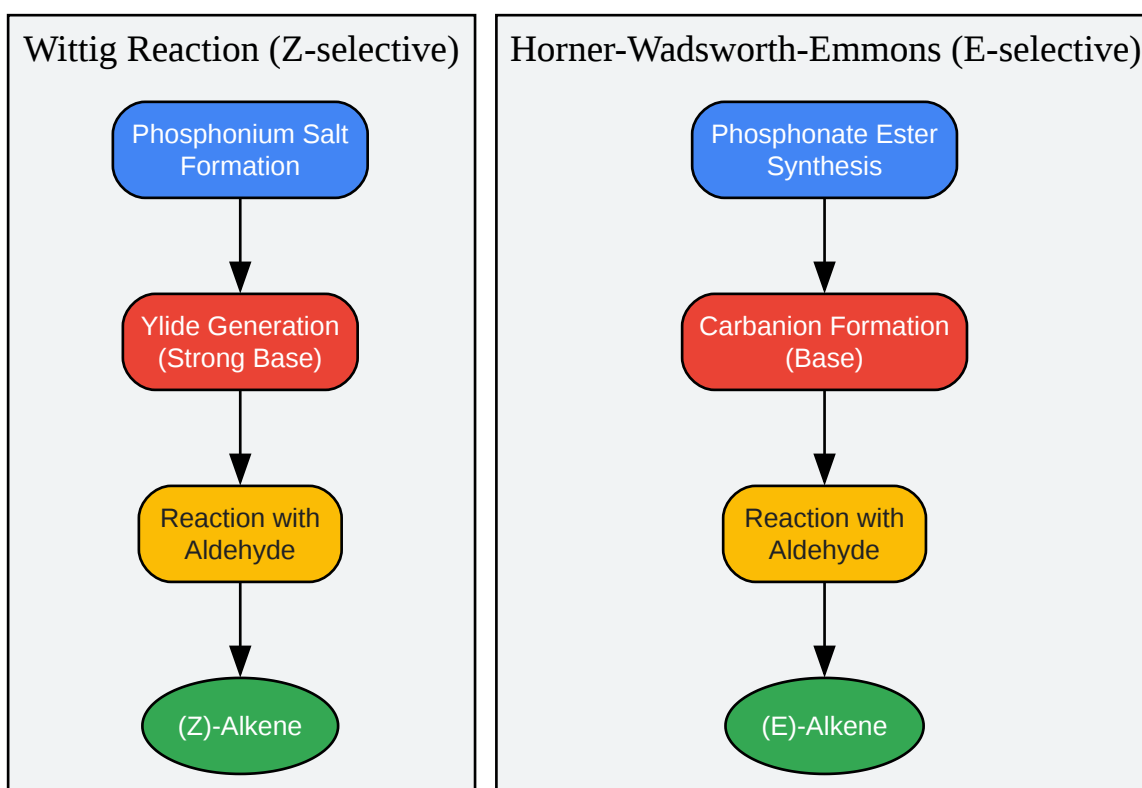 Wittig Reaction (Z-selective)
Phosphonium Salt
Formation
Ylide Generation
(Strong Base)
Reaction with
Aldehyde
(Z)-Alkene
Horner-Wadsworth-Emmons (E-selective)
Phosphonate Ester
Synthesis
Carbanion Formation
(Base)
Reaction with
Aldehyde
(E)-Alkene